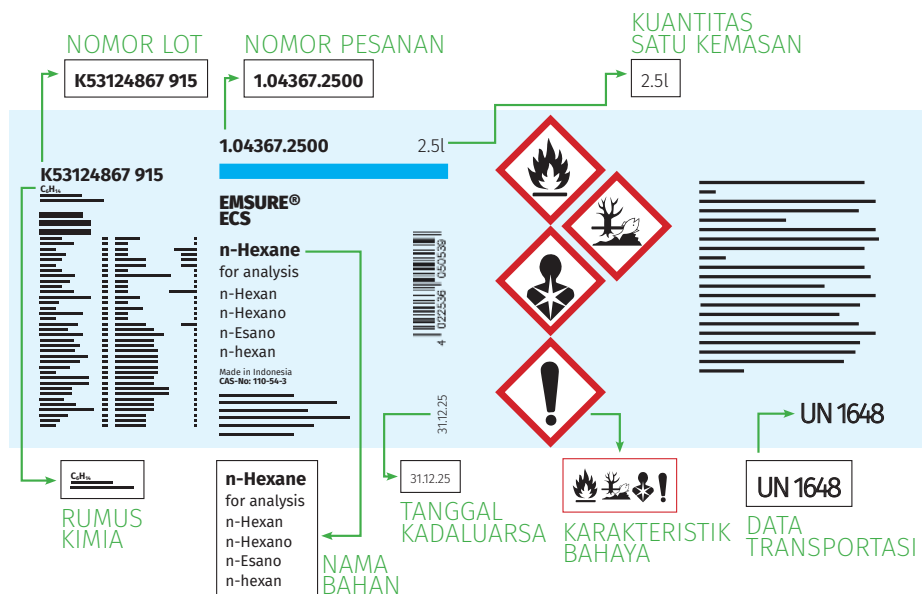 NOMOR LOT
K53124867 915
NOMOR PESANAN
1.04367.2500
KUANTITAS
SATU KEMASAN
2.5l
1.04367.2500
2.5l
K53124867 915
C₆H₁₄
EMSURE®
ECS
n-Hexane
for analysis
n-Hexan
n-Hexano
n-Esano
n-hexan
Made in Indonesia
CAS-No: 110-54-3
4 022536 050539
31.12.25
UN 1648
C₆H₁₄
RUMUS
KIMIA
n-Hexane
for analysis
n-Hexan
n-Hexano
n-Esano
n-hexan
NAMA
BAHAN
31.12.25
TANGGAL
KADALUARSA
KARAKTERISTIK
BAHAYA
UN 1648
DATA
TRANSPORTASI